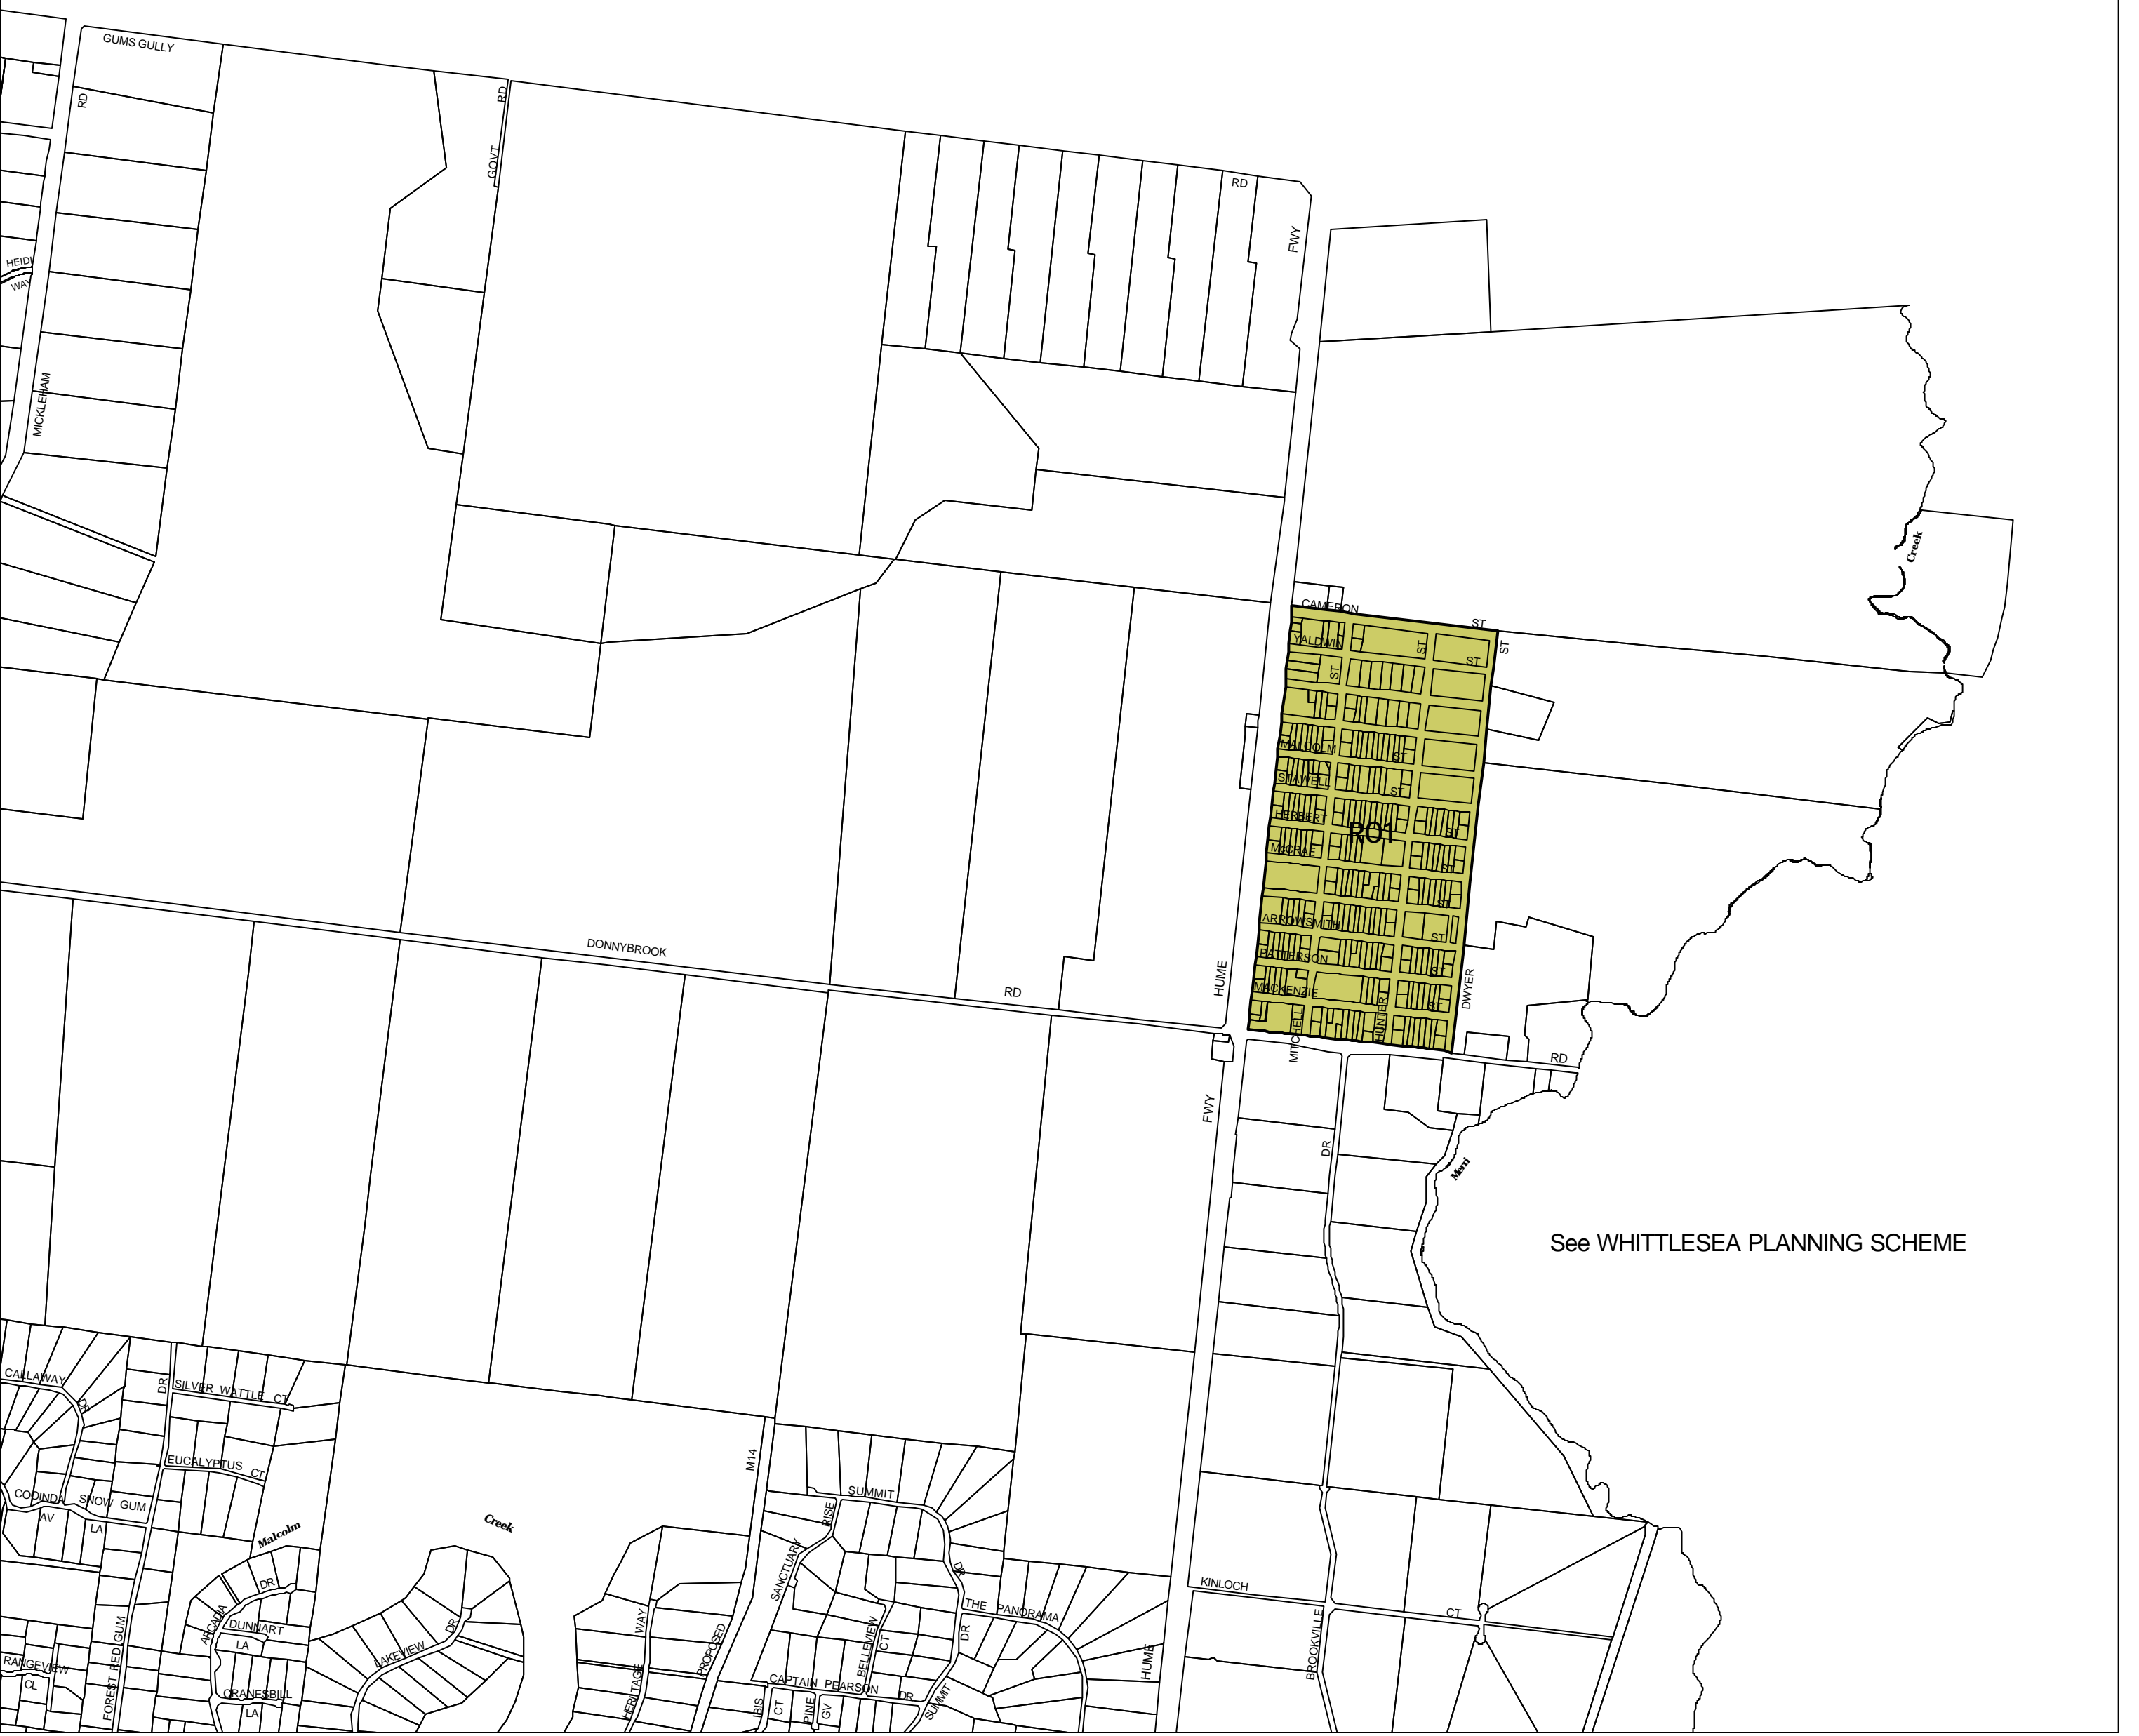 GUMS GULLY
RD
GOVT
RD
RD
FWY
HEIDI
WAY
MICKLEHAM
Creek
CAMERON
ST
YALDWIN
ST
ST
ST
ST
MALCOLM
ST
STAWELL
ST
HERBERT
RO1
ST
McCRAE
ST
ST
ARROWSMITH
ST
PATTERSON
ST
MACKENZIE
ST
DONNYBROOK
RD
HUME
DWYER
MITCHELL
HUNTER
RD
FWY
DR
Merri
See WHITTLESEA PLANNING SCHEME
CALLAWAY
DR
DR
SILVER WATTLE CT
EUCALYPTUS CT
COOINDA
AV
SNOW GUM
LA
M14
SUMMIT
RISE
Malcolm
Creek
SANCTUARY
DR
DR
ARCADIA
DUNNART
LA
KINLOCH
CT
THE PANORAMA
DR
WAY
LAKEVIEW
DR
PROPOSED
BELLEVIEW
CT
FOREST RED GUM
RANGEVIEW
CL
CRANESBILL
LA
HERITAGE
CAPTAIN PEARSON DR
SUMMIT
IBIS
CT
PINE
GV
HUME
BROOKVILLE